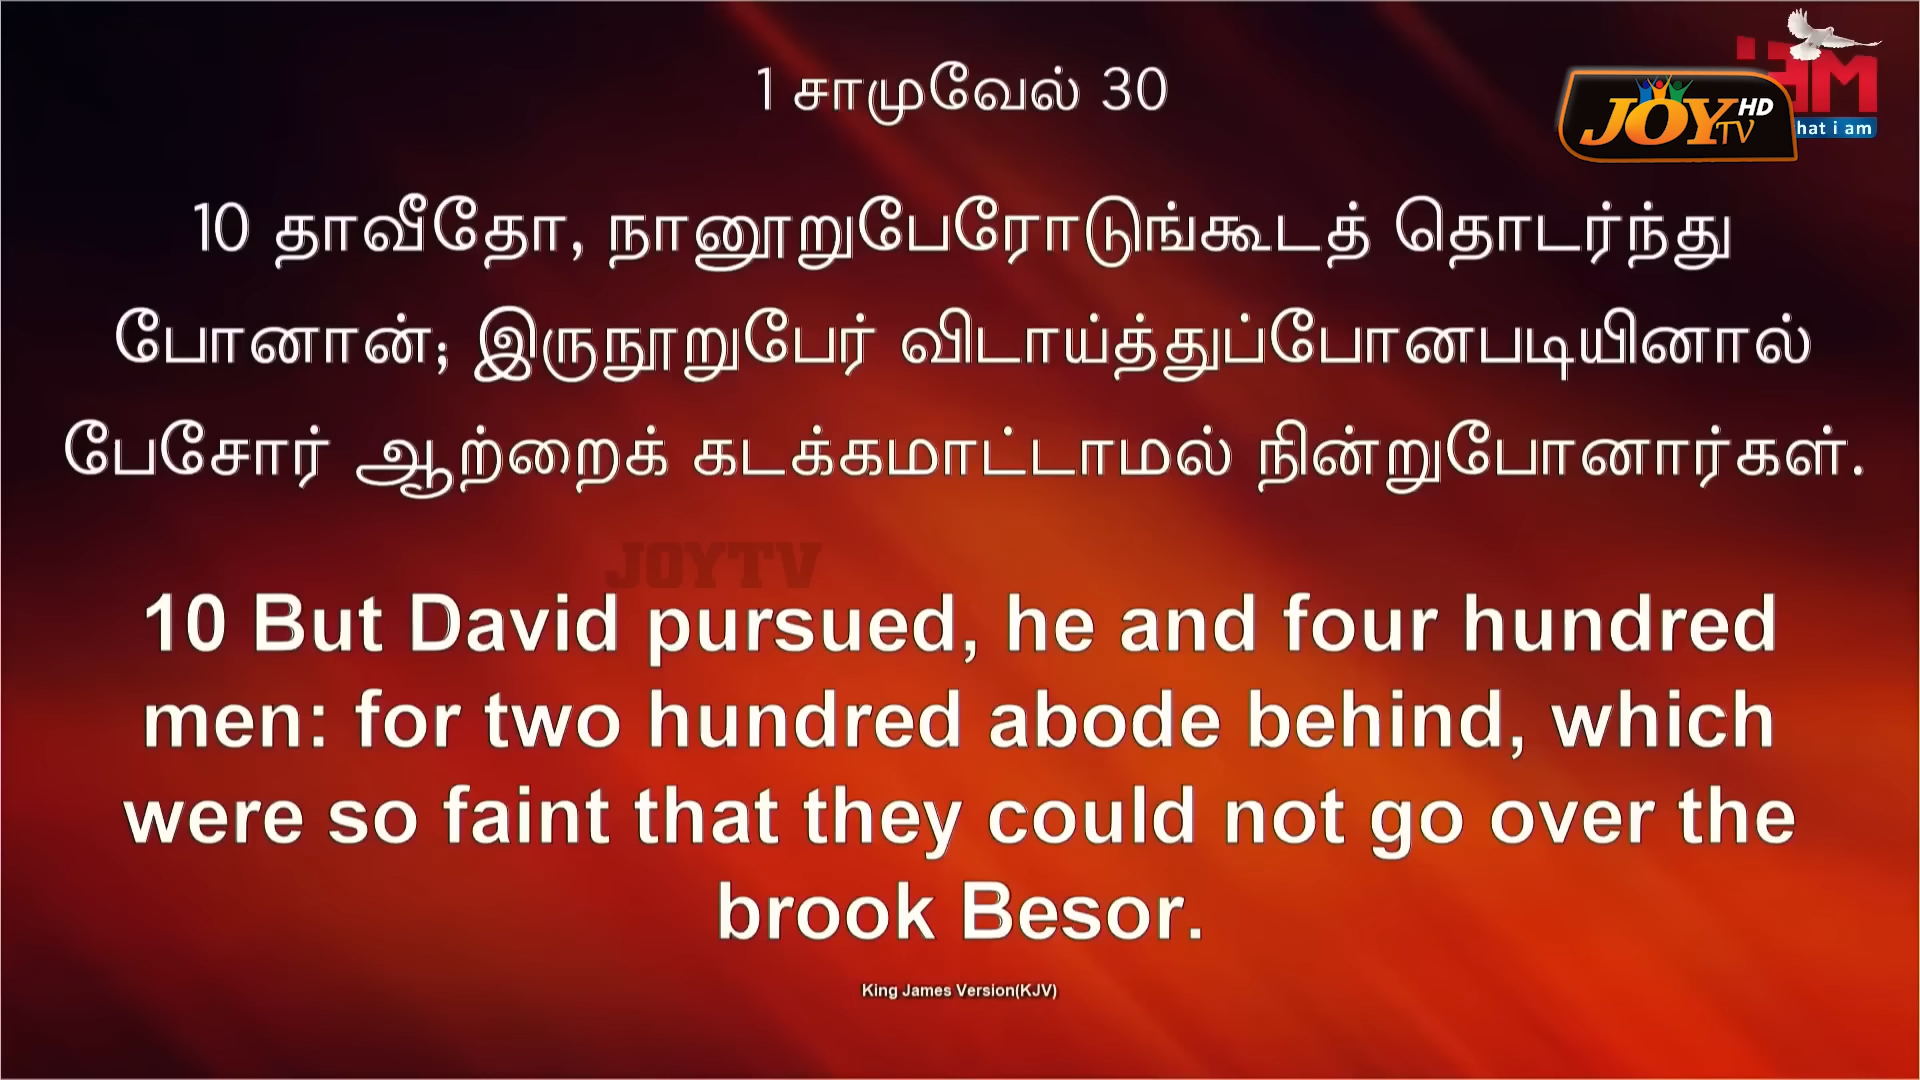 1 சாமுவேல் 30
JOY HD
TV
hat i am
10 தாவீதோ, நானூறுபேரோடுங்கூடத் தொடர்ந்து
போனான்; இருநூறுபேர் விடாய்த்துப்போனபடியினால்
பேசோர் ஆற்றைக் கடக்கமாட்டாமல் நின்றுபோனார்கள்.
JOYTV
10 But David pursued, he and four hundred
men: for two hundred abode behind, which
were so faint that they could not go over the
brook Besor.
King James Version(KJV)